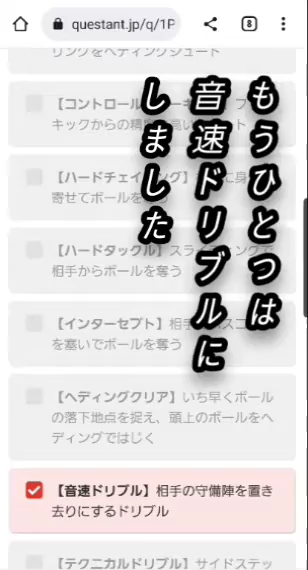 questant.jp/q/1P
8
リングをヘディングシュート
【コントロール
キックからの精
【ハードチェイ
ング】
寄せてボールを
【ハードタックル】スライディングで
相手からボールを奪う
【インターセプト】相手
を塞いでボールを奪う
【ヘディングクリア】いち早くボール
の落下地点を捉え、頭上のボールをヘ
ディングではじく
【音速ドリブル】相手の守備陣を置き
去りにするドリブル
【テクニカルドリブル】サイドステッ
もうひとつは
音速ドリブルに
しました